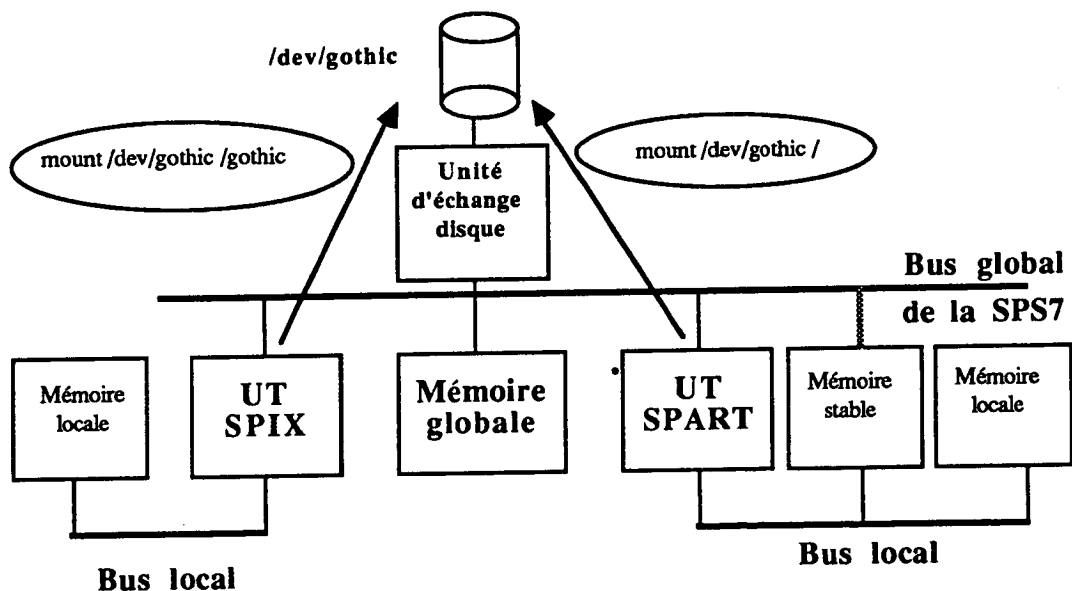 /dev/gothic
mount /dev/gothic /gothic
mount /dev/gothic /
Unité
d'échange
disque
Bus global
de la SPS7
Mémoire
locale
UT
SPIX
Mémoire
globale
UT
SPART
Mémoire
stable
Mémoire
locale
Bus local
Bus local